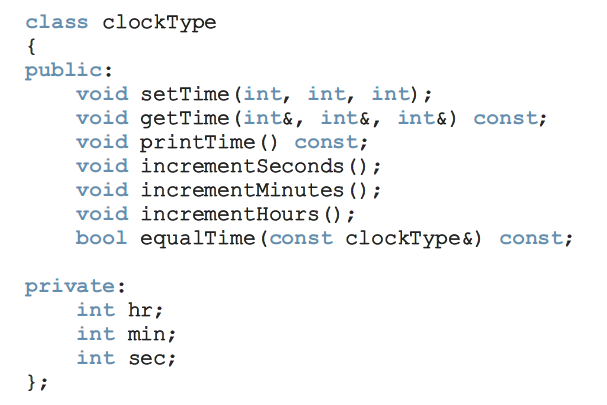 class clockType
{
public:
    void setTime(int, int, int);
    void getTime(int&, int&, int&) const;
    void printTime() const;
    void incrementSeconds();
    void incrementMinutes();
    void incrementHours();
    bool equalTime(const clockType&) const;

private:
    int hr;
    int min;
    int sec;
};